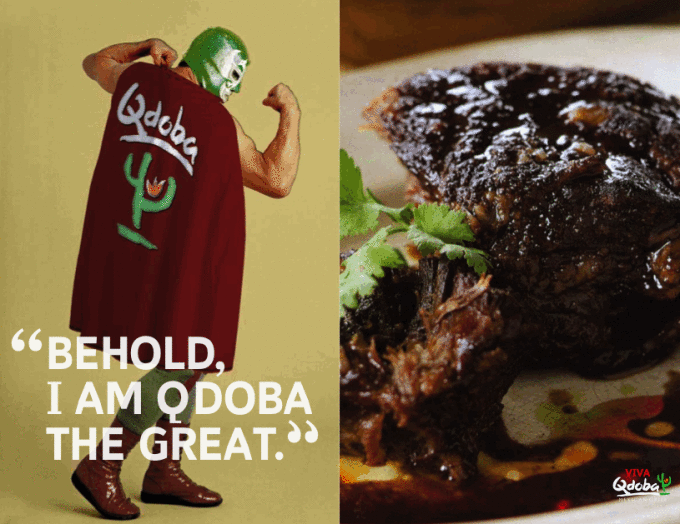 Qdoba
“BEHOLD,
I AM QDOBA
THE GREAT.”
VIVA
Qdoba